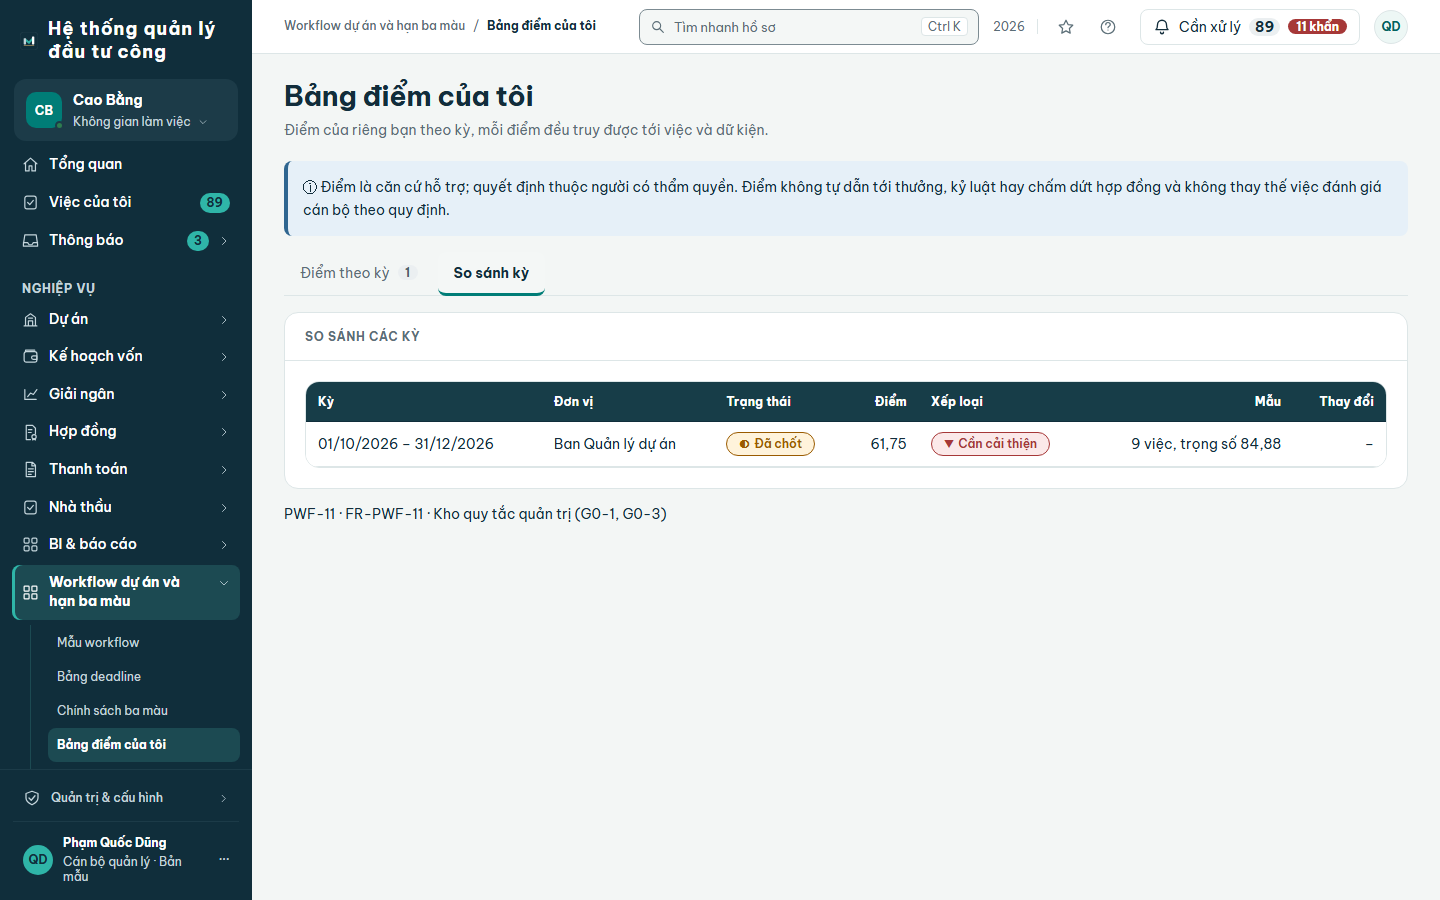 Hệ thống quản lý
đầu tư công
CB
Cao Bằng
Không gian làm việc
Tổng quan
Việc của tôi 89
Thông báo 3
NGHIỆP VỤ
Dự án
Kế hoạch vốn
Giải ngân
Hợp đồng
Thanh toán
Nhà thầu
BI & báo cáo
Workflow dự án và
hạn ba màu
Mẫu workflow
Bảng deadline
Chính sách ba màu
Bảng điểm của tôi
Quản trị & cấu hình
QD
Phạm Quốc Dũng
Cán bộ quản lý · Bản
mẫu
Workflow dự án và hạn ba màu / Bảng điểm của tôi
Tìm nhanh hồ sơ Ctrl K
2026
Cần xử lý 89 11 khẩn
QD
Bảng điểm của tôi
Điểm của riêng bạn theo kỳ, mỗi điểm đều truy được tới việc và dữ kiện.
Điểm là căn cứ hỗ trợ; quyết định thuộc người có thẩm quyền. Điểm không tự dẫn tới thưởng, kỷ luật hay chấm dứt hợp đồng và không thay thế việc đánh giá
cán bộ theo quy định.
Điểm theo kỳ 1 So sánh kỳ
SO SÁNH CÁC KỲ
Kỳ Đơn vị Trạng thái Điểm Xếp loại Mẫu Thay đổi
01/10/2026 – 31/12/2026 Ban Quản lý dự án Đã chốt 61,75 Cần cải thiện 9 việc, trọng số 84,88 –
PWF-11 · FR-PWF-11 · Kho quy tắc quản trị (G0-1, G0-3)